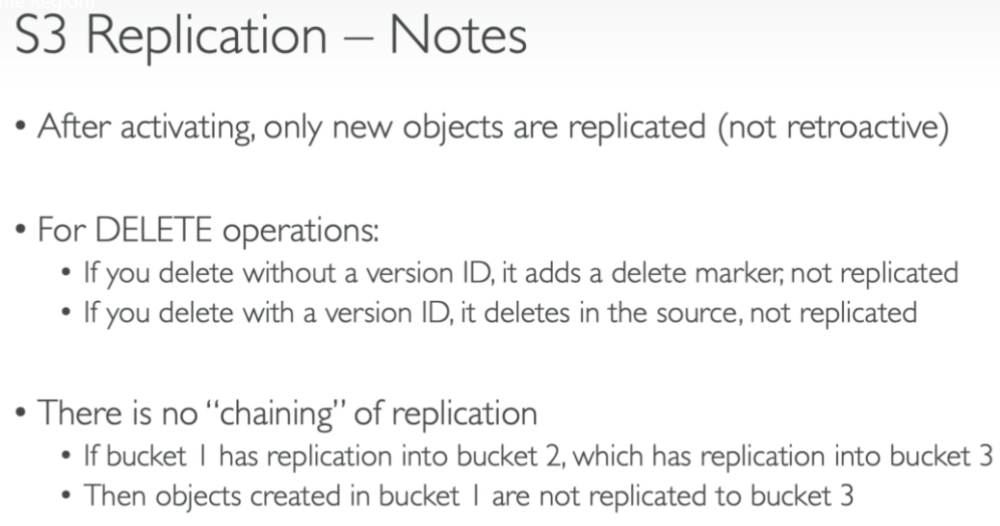 me Region)
S3 Replication – Notes
• After activating, only new objects are replicated (not retroactive)
• For DELETE operations:
• If you delete without a version ID, it adds a delete marker, not replicated
• If you delete with a version ID, it deletes in the source, not replicated
• There is no “chaining” of replication
• If bucket 1 has replication into bucket 2, which has replication into bucket 3
• Then objects created in bucket 1 are not replicated to bucket 3